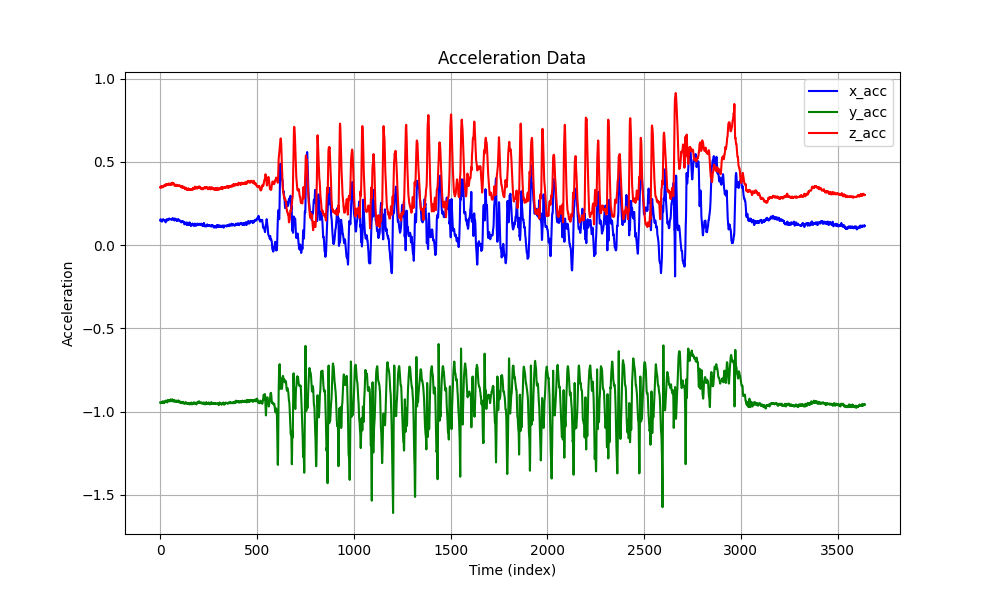 Acceleration Data
x_acc
y_acc
z_acc
1.0
0.5
0.0
−0.5
−1.0
−1.5
Acceleration
0 500 1000 1500 2000 2500 3000 3500
Time (index)